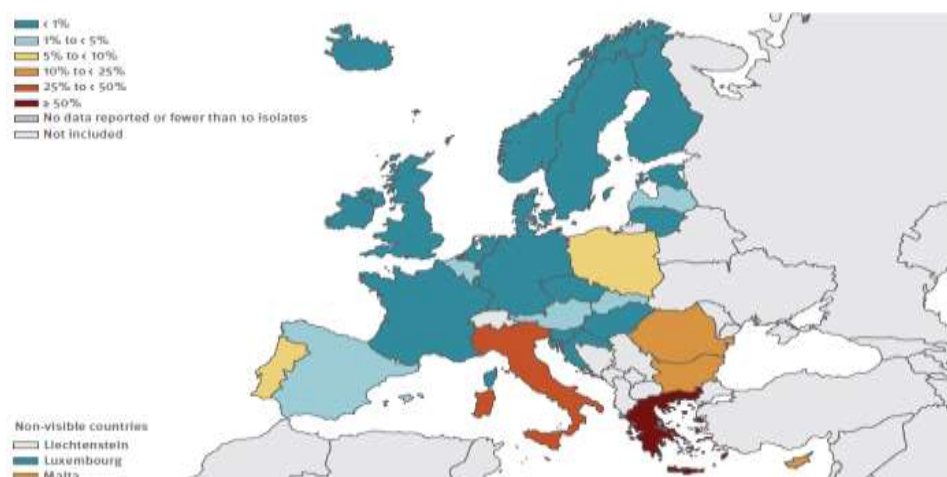 < 1%
1% to < 5%
5% to < 10%
10% to < 25%
25% to < 50%
≥ 50%
No data reported or fewer than 10 isolates
Not included
Non-visible countries
Liechtenstein
Luxembourg
Malta